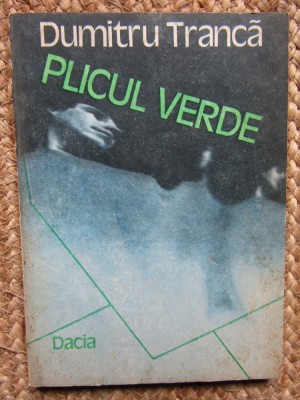 Dumitru Trancă
PLICUL VERDE
Dacia